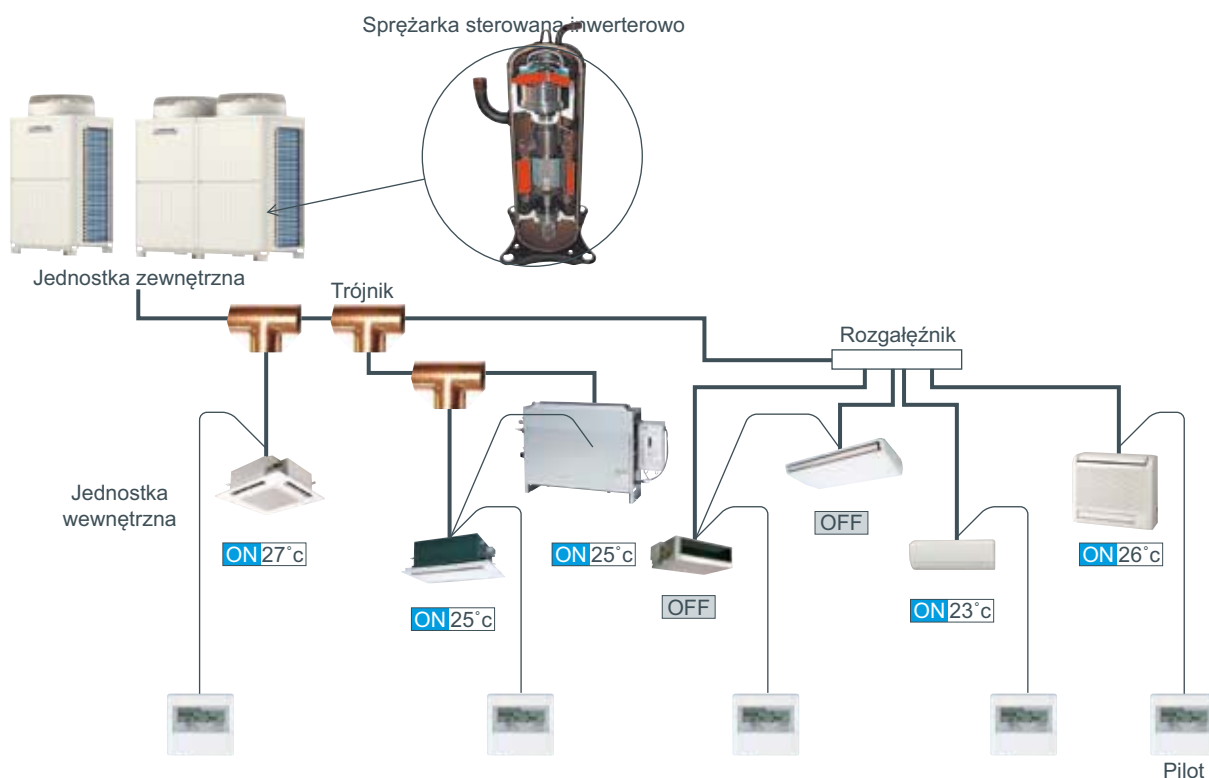 Sprężarka sterowana inwerterowo
Jednostka zewnętrzna
Trójnik
Rozgałęźnik
Jednostka
wewnętrzna
OFF
ON 27˚c
ON 25˚c
ON 26˚c
ON 25˚c
OFF
ON 23˚c
Pilot